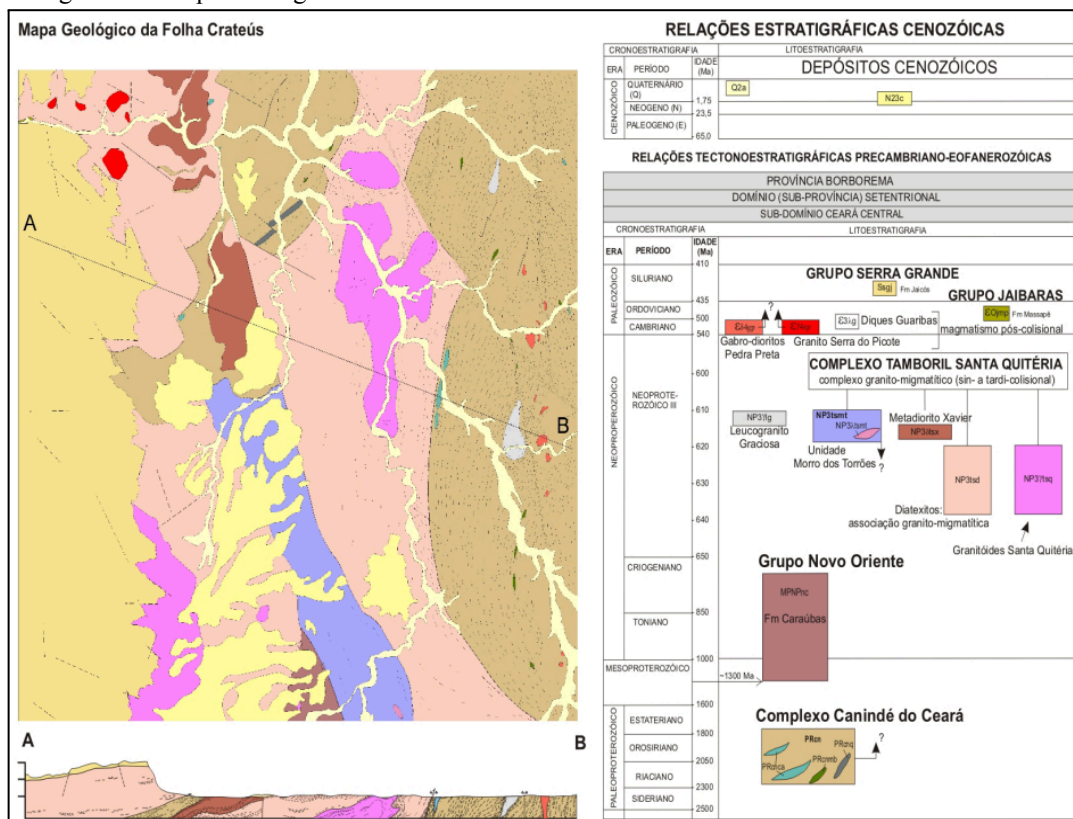 Mapa Geológico da Folha Crateús
A
B
A
B
RELAÇÕES ESTRATIGRÁFICAS CENOZÓICAS
CRONOESTRATIGRAFIA
LITOESTRATIGRAFIA
ERA
PERÍODO
IDADE
(Ma)
DEPÓSITOS CENOZÓICOS
CENOZÓICO
QUATERNÁRIO
(Q)
1,75
NEOGENO (N)
23,5
PALEOGENO (E)
65,0
Q2a
N23c
RELAÇÕES TECTONOESTRATIGRÁFICAS PRECAMBRIANO-EOFANEROZÓICAS
PROVÍNCIA BORBOREMA
DOMÍNIO (SUB-PROVÍNCIA) SETENTRIONAL
SUB-DOMÍNIO CEARÁ CENTRAL
CRONOESTRATIGRAFIA
LITOESTRATIGRAFIA
ERA
PERÍODO
IDADE
(Ma)
410
PALEOZÓICO
SILURIANO
435
ORDOVICIANO
500
CAMBRIANO
540
GRUPO SERRA GRANDE
Ssgj
Fm Jaicós
GRUPO JAIBARAS
Fm Massapê
?
Diques Guaribas
magmatismo pós-colisional
Gabro-dioritos
Pedra Preta
Granito Serra do Picote
NEOPROPEROZÓICO
NEOPROTE-
ROZÓICO III
600
610
620
630
640
650
COMPLEXO TAMBORIL SANTA QUITÉRIA
complexo granito-migmatítico (sin- a tardi-colisional)
Leucogranito
Graciosa
NP3tsmt
Unidade
Morro dos Torrões
?
Metadiorito Xavier
NP3tsd
Diatexitos:
associação granito-migmatítica
Granitóides Santa Quitéria
CRIOGENIANO
850
TONIANO
1000
Grupo Novo Oriente
MPNPnc
Fm Caraúbas
MESOPROTEROZÓICO
~1300 Ma
1600
PALEOPROTEROZÓICO
ESTATERIANO
1800
OROSIRIANO
2050
RIACIANO
2300
SIDERIANO
2500
Complexo Canindé do Ceará
PRcn
PRcnca
PRcnmb
PRcnq
?